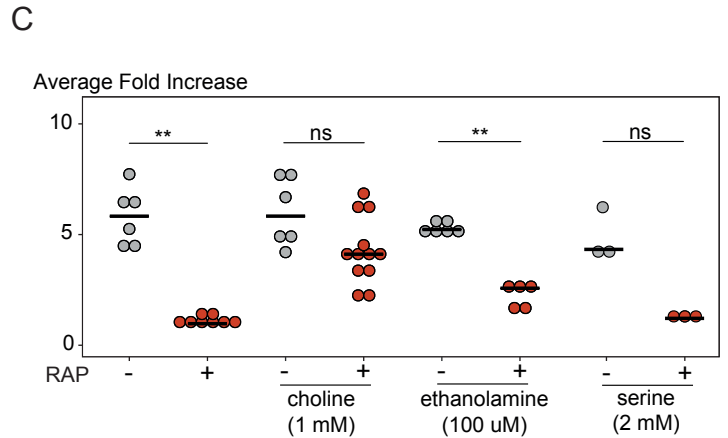 C
Average Fold Increase
10
** ns ** ns
5
0
RAP - + - + - + - +
choline ethanolamine serine
(1 mM) (100 uM) (2 mM)